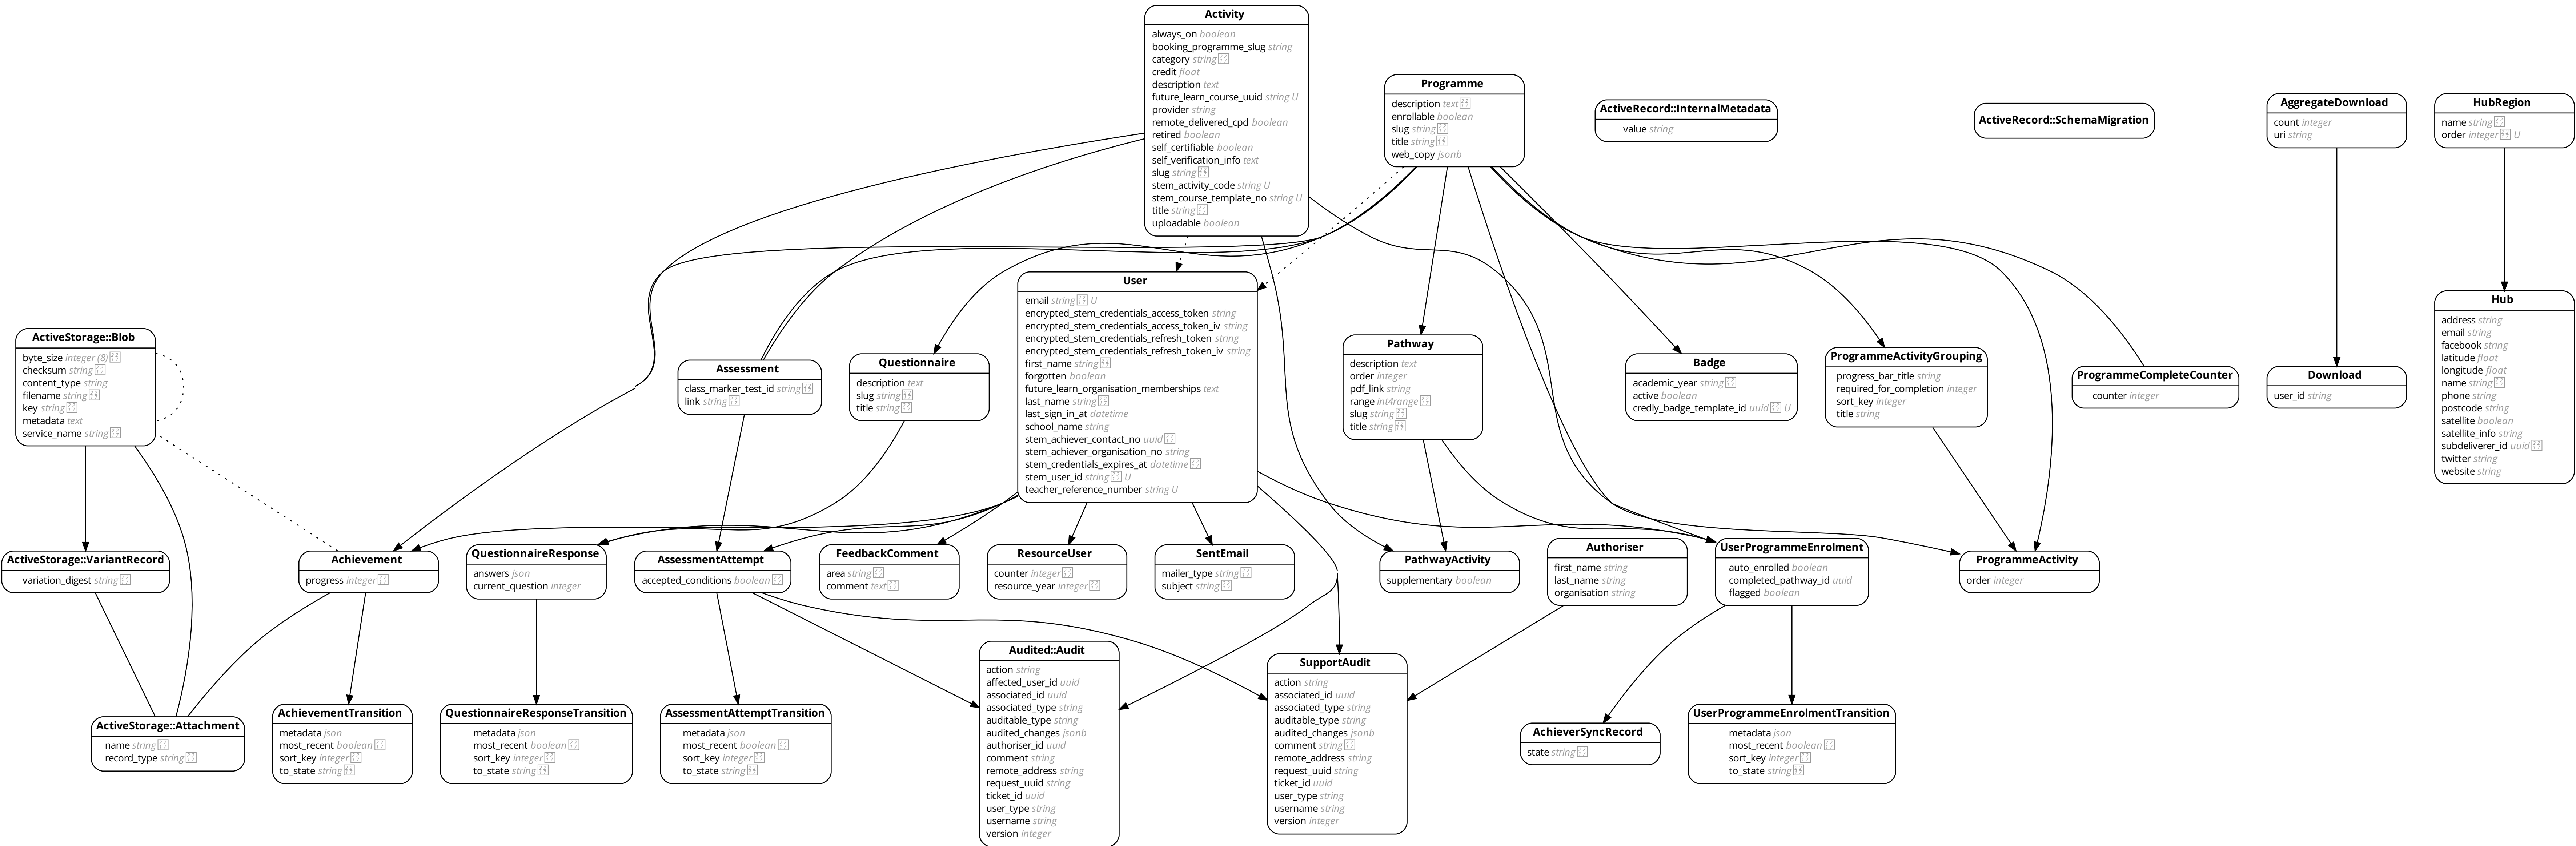 Activity
always_on boolean
booking_programme_slug string
category string
credit float
description text
future_learn_course_uuid string U
provider string
remote_delivered_cpd boolean
retired boolean
self_certifiable boolean
self_verification_info text
slug string
stem_activity_code string U
stem_course_template_no string U
title string
uploadable boolean
Programme
description text
enrollable boolean
slug string
title string
web_copy jsonb
ActiveRecord::InternalMetadata
value string
ActiveRecord::SchemaMigration
AggregateDownload
count integer
uri string
HubRegion
name string
order integer U
User
email string U
encrypted_stem_credentials_access_token string
encrypted_stem_credentials_access_token_iv string
encrypted_stem_credentials_refresh_token string
encrypted_stem_credentials_refresh_token_iv string
first_name string
forgotten boolean
future_learn_organisation_memberships text
last_name string
last_sign_in_at datetime
school_name string
stem_achiever_contact_no uuid
stem_achiever_organisation_no string
stem_credentials_expires_at datetime
stem_user_id string U
teacher_reference_number string U
ActiveStorage::Blob
byte_size integer (8)
checksum string
content_type string
filename string
key string
metadata text
service_name string
Assessment
class_marker_test_id string
link string
Questionnaire
description text
slug string
title string
Pathway
description text
order integer
pdf_link string
range int4range
slug string
title string
Badge
academic_year string
active boolean
credly_badge_template_id uuid U
ProgrammeActivityGrouping
progress_bar_title string
required_for_completion integer
sort_key integer
title string
ProgrammeCompleteCounter
counter integer
Download
user_id string
Hub
address string
email string
facebook string
latitude float
longitude float
name string
phone string
postcode string
satellite boolean
satellite_info string
subdeliverer_id uuid
twitter string
website string
ActiveStorage::VariantRecord
variation_digest string
Achievement
progress integer
QuestionnaireResponse
answers json
current_question integer
AssessmentAttempt
accepted_conditions boolean
FeedbackComment
area string
comment text
ResourceUser
counter integer
resource_year integer
SentEmail
mailer_type string
subject string
PathwayActivity
supplementary boolean
Authoriser
first_name string
last_name string
organisation string
UserProgrammeEnrolment
auto_enrolled boolean
completed_pathway_id uuid
flagged boolean
ProgrammeActivity
order integer
ActiveStorage::Attachment
name string
record_type string
AchievementTransition
metadata json
most_recent boolean
sort_key integer
to_state string
QuestionnaireResponseTransition
metadata json
most_recent boolean
sort_key integer
to_state string
AssessmentAttemptTransition
metadata json
most_recent boolean
sort_key integer
to_state string
Audited::Audit
action string
affected_user_id uuid
associated_id uuid
associated_type string
auditable_type string
audited_changes jsonb
authoriser_id uuid
comment string
remote_address string
request_uuid string
ticket_id uuid
user_type string
username string
version integer
SupportAudit
action string
associated_id uuid
associated_type string
auditable_type string
audited_changes jsonb
comment string
remote_address string
request_uuid string
ticket_id uuid
user_type string
username string
version integer
AchieverSyncRecord
state string
UserProgrammeEnrolmentTransition
metadata json
most_recent boolean
sort_key integer
to_state string